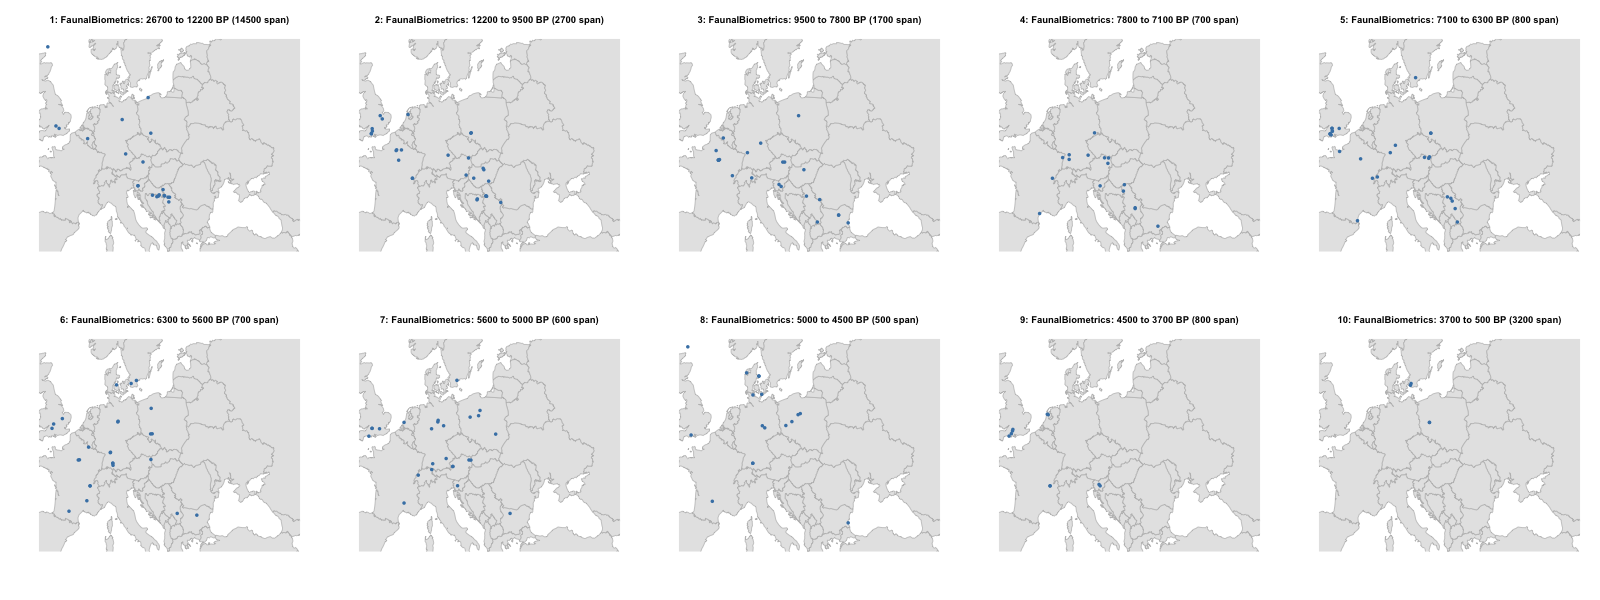 1: FaunalBiometrics: 26700 to 12200 BP (14500 span)
2: FaunalBiometrics: 12200 to 9500 BP (2700 span)
3: FaunalBiometrics: 9500 to 7800 BP (1700 span)
4: FaunalBiometrics: 7800 to 7100 BP (700 span)
5: FaunalBiometrics: 7100 to 6300 BP (800 span)
6: FaunalBiometrics: 6300 to 5600 BP (700 span)
7: FaunalBiometrics: 5600 to 5000 BP (600 span)
8: FaunalBiometrics: 5000 to 4500 BP (500 span)
9: FaunalBiometrics: 4500 to 3700 BP (800 span)
10: FaunalBiometrics: 3700 to 500 BP (3200 span)